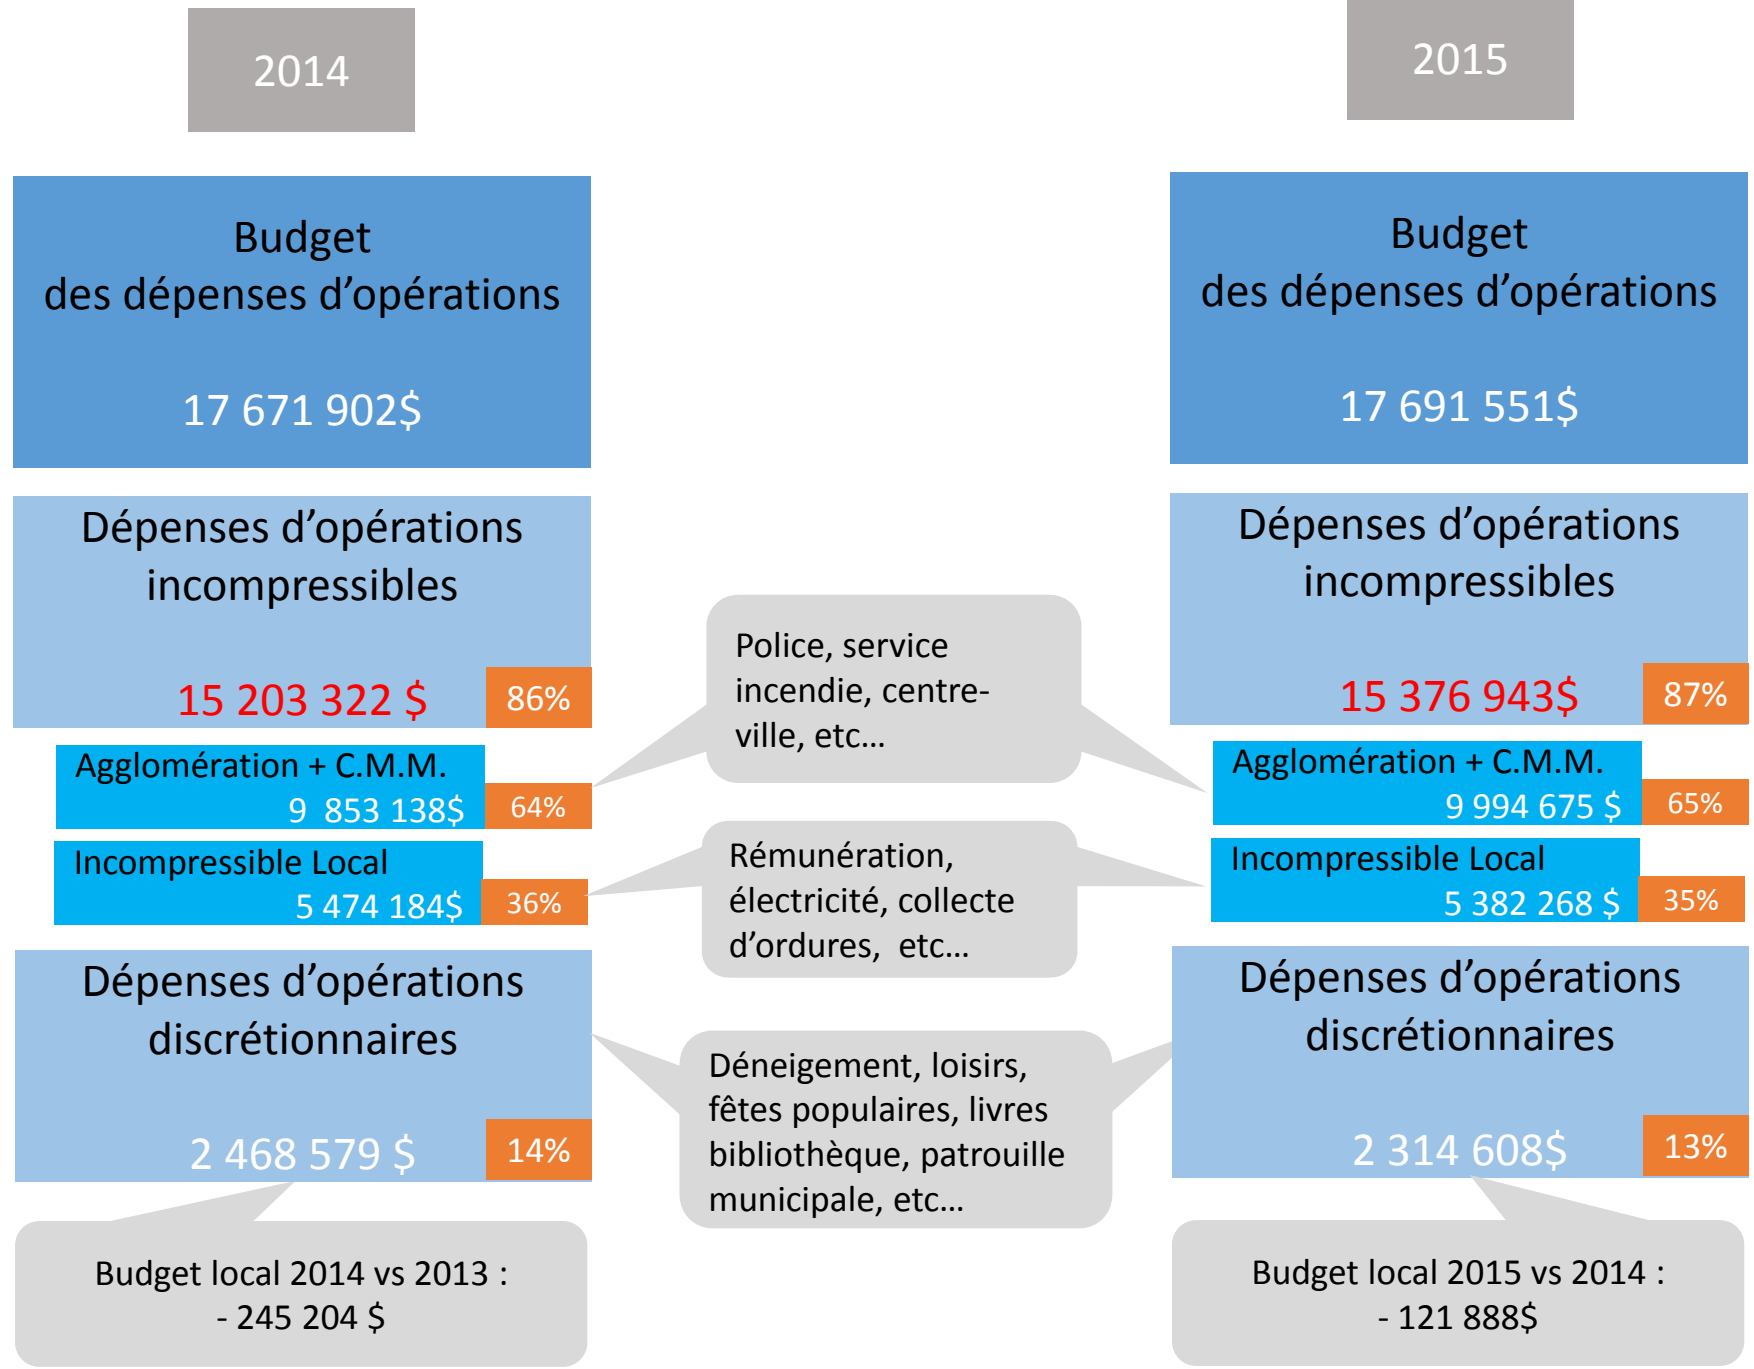 2014
Budget
des dépenses d’opérations
17 671 902$
Dépenses d’opérations
incompressibles
15 203 322 $
86%
Agglomération + C.M.M.
9  853 138$
64%
Incompressible Local
5 474 184$
36%
Dépenses d’opérations
discrétionnaires
2 468 579 $
14%
Budget local 2014 vs 2013 :
- 245 204 $
Police, service
incendie, centre-
ville, etc…
Rémunération,
électricité, collecte
d’ordures,  etc…
Déneigement, loisirs,
fêtes populaires, livres
bibliothèque, patrouille
municipale, etc…
2015
Budget
des dépenses d’opérations
17 691 551$
Dépenses d’opérations
incompressibles
15 376 943$
87%
Agglomération + C.M.M.
9 994 675 $
65%
Incompressible Local
5 382 268 $
35%
Dépenses d’opérations
discrétionnaires
2 314 608$
13%
Budget local 2015 vs 2014 :
- 121 888$